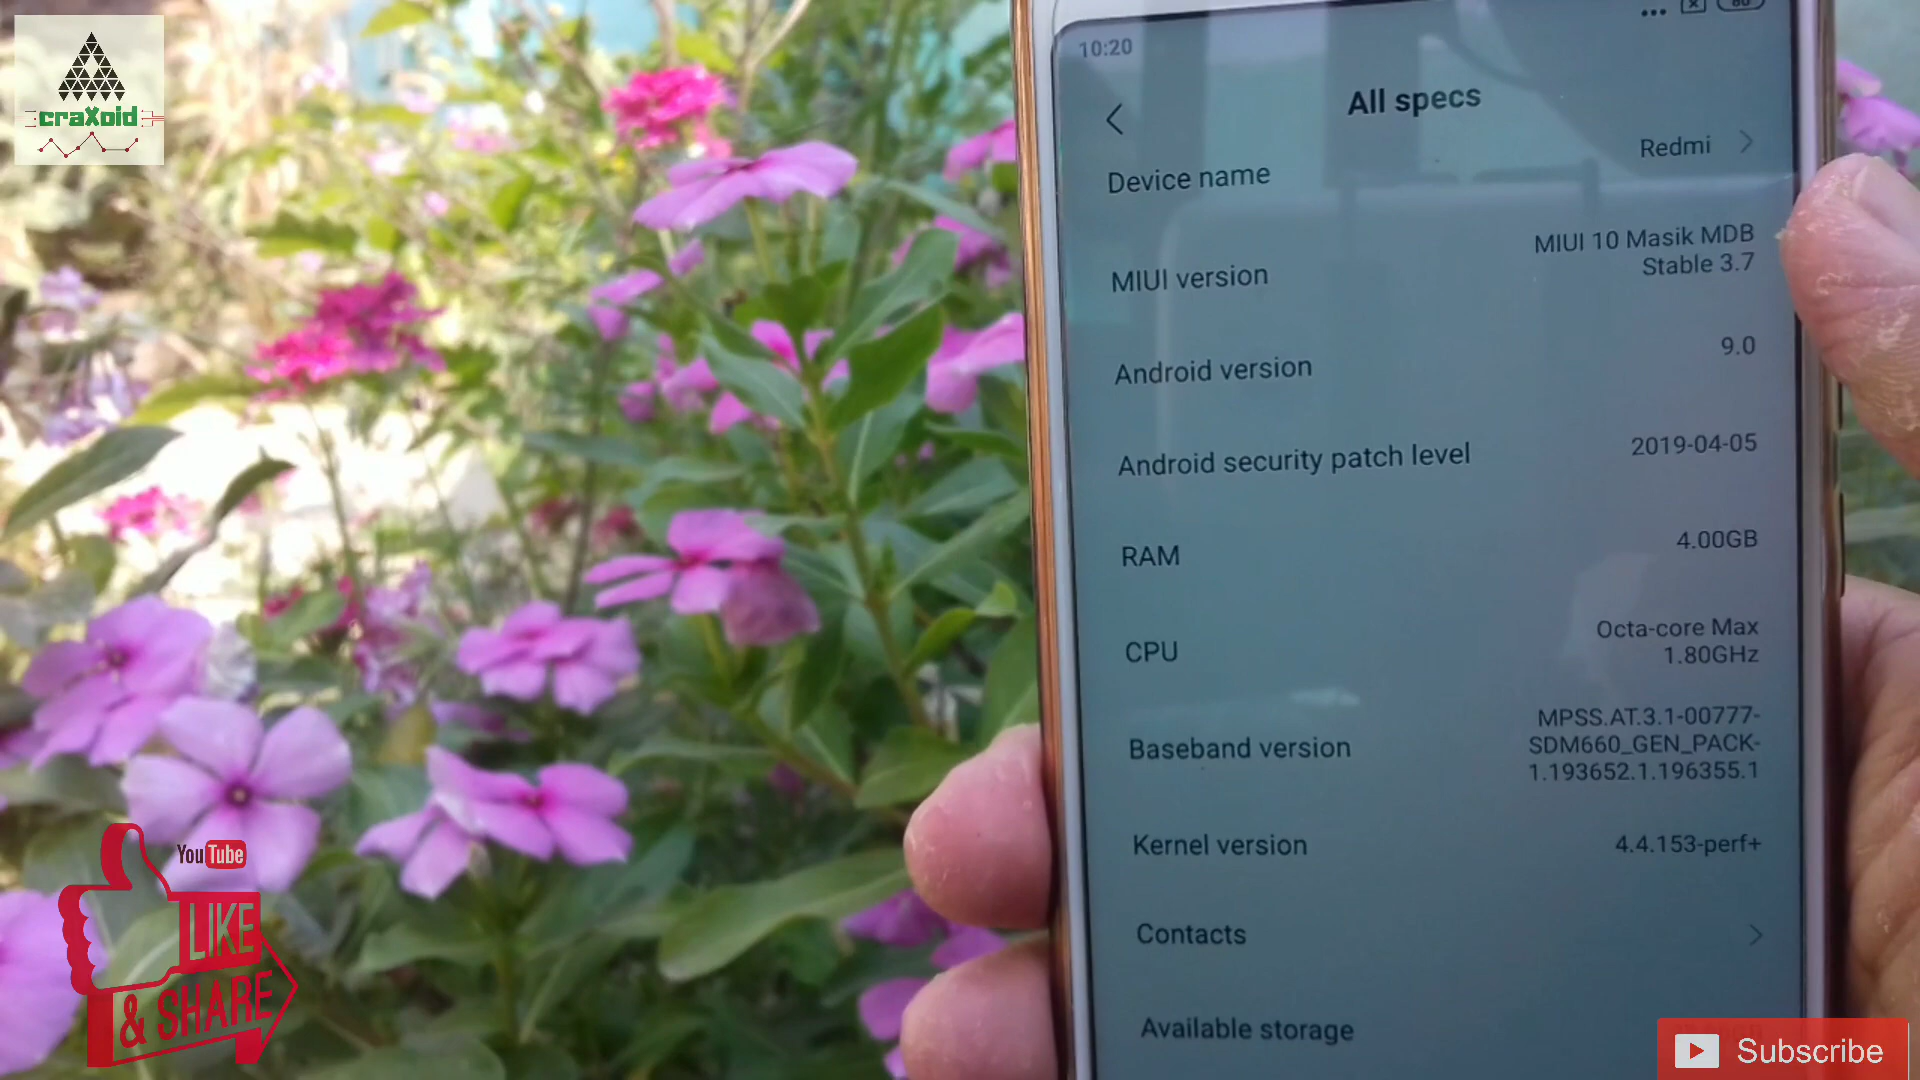 craXoid
10:20
80
All specs
Device name
Redmi
MIUI version
MIUI 10 Masik MDB
Stable 3.7
Android version
9.0
Android security patch level
2019-04-05
RAM
4.00GB
CPU
Octa-core Max
1.80GHz
Baseband version
MPSS.AT.3.1-00777-
SDM660_GEN_PACK-
1.193652.1.196355.1
Kernel version
4.4.153-perf+
Contacts
Available storage
YouTube
LIKE
& SHARE
Subscribe